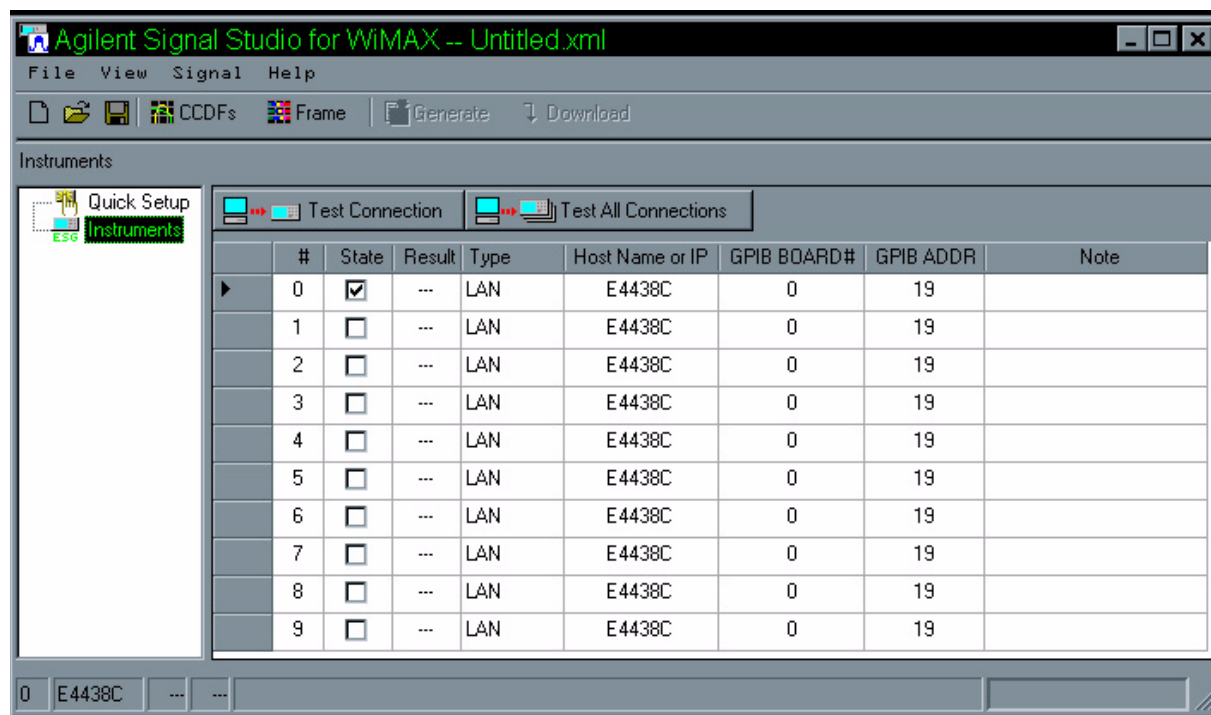 Agilent Signal Studio for WiMAX -- Untitled.xml
File View Signal Help
CCDFs Frame Generate Download
Instruments
Quick Setup
ESG Instruments
Test Connection Test All Connections
# State Result Type Host Name or IP GPIB BOARD# GPIB ADDR Note
0 --- LAN E4438C 0 19
1 --- LAN E4438C 0 19
2 --- LAN E4438C 0 19
3 --- LAN E4438C 0 19
4 --- LAN E4438C 0 19
5 --- LAN E4438C 0 19
6 --- LAN E4438C 0 19
7 --- LAN E4438C 0 19
8 --- LAN E4438C 0 19
9 --- LAN E4438C 0 19
0 E4438C --- ---